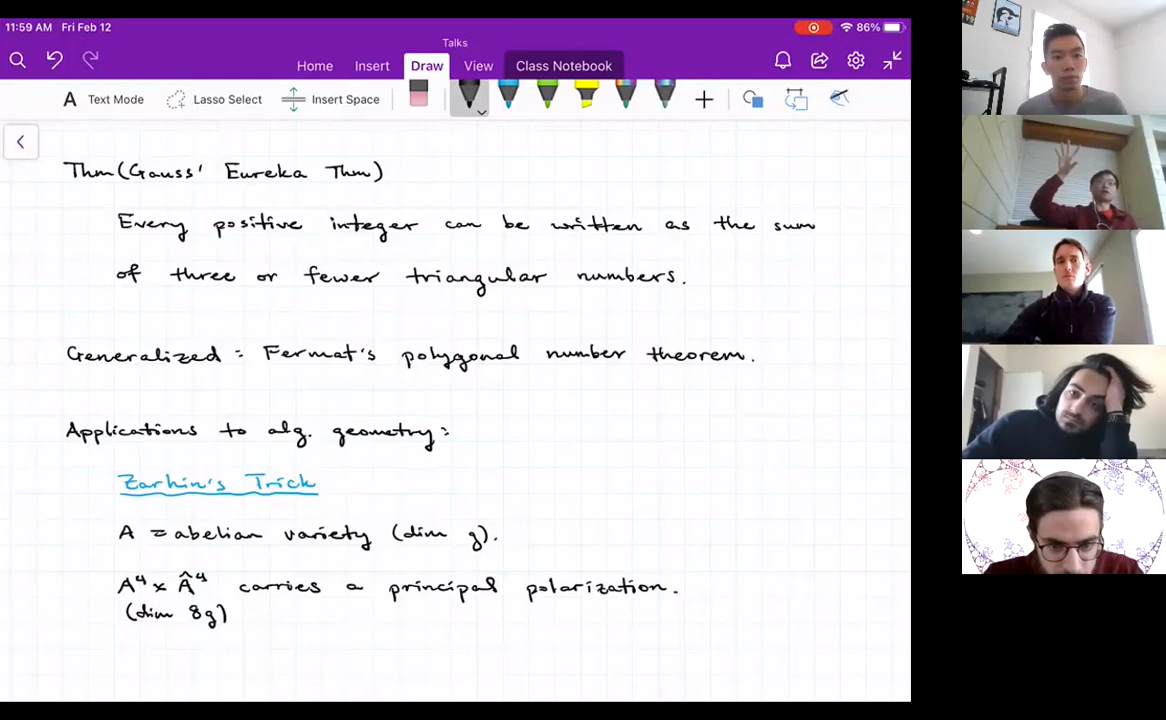 11:59 AM Fri Feb 12
86%
Talks
Home Insert Draw View Class Notebook
Text Mode Lasso Select Insert Space
Thm (Gauss' Eureka Thm)
Every positive integer can be written as the sum
of three or fewer triangular numbers.
Generalized: Fermat's polygonal number theorem.
Applications to alg. geometry:
Zarhin's Trick
A = abelian variety (dim g).
A⁴ × Â⁴ carries a principal polarization.
(dim 8g)